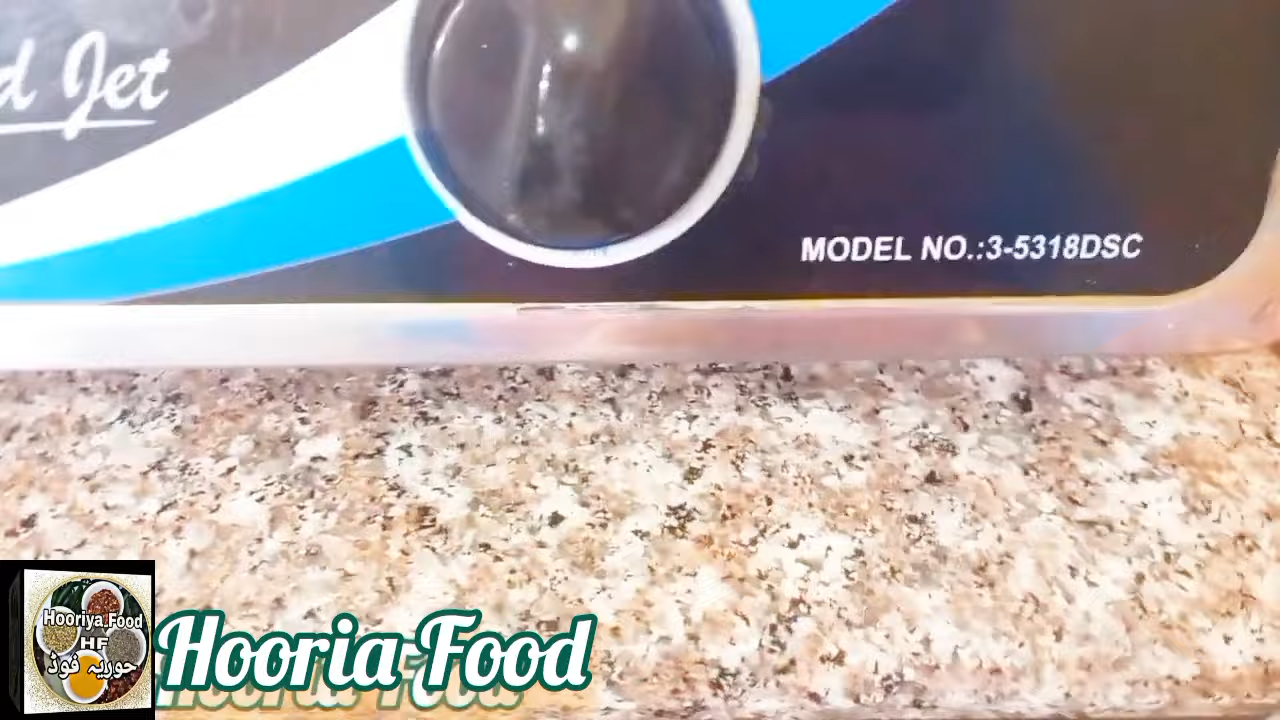 d Jet
MODEL NO.:3-5318DSC
Hooriya Food
HF
حوریہ فوڈ
Hooria Food